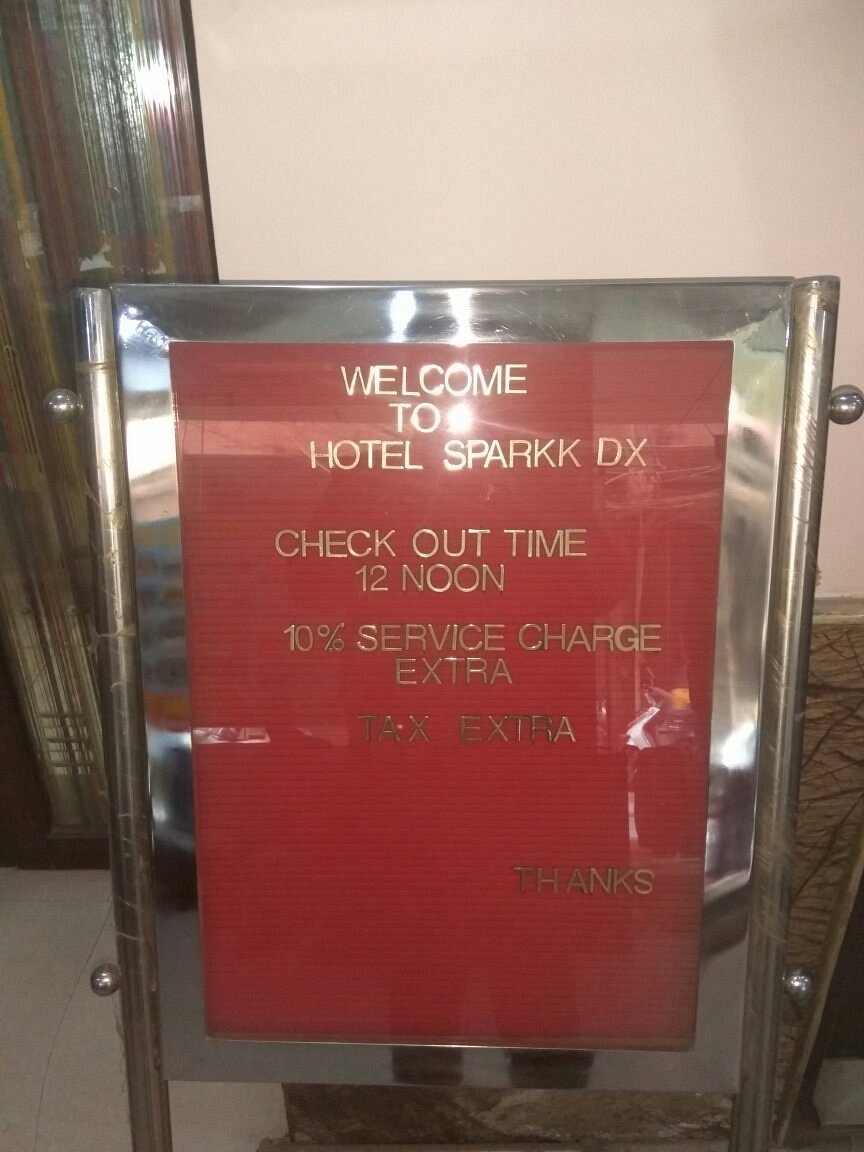 WELCOME
TO
HOTEL SPARKK DX
CHECK OUT TIME
12 NOON
10% SERVICE CHARGE
EXTRA
TAX EXTRA
THANKS